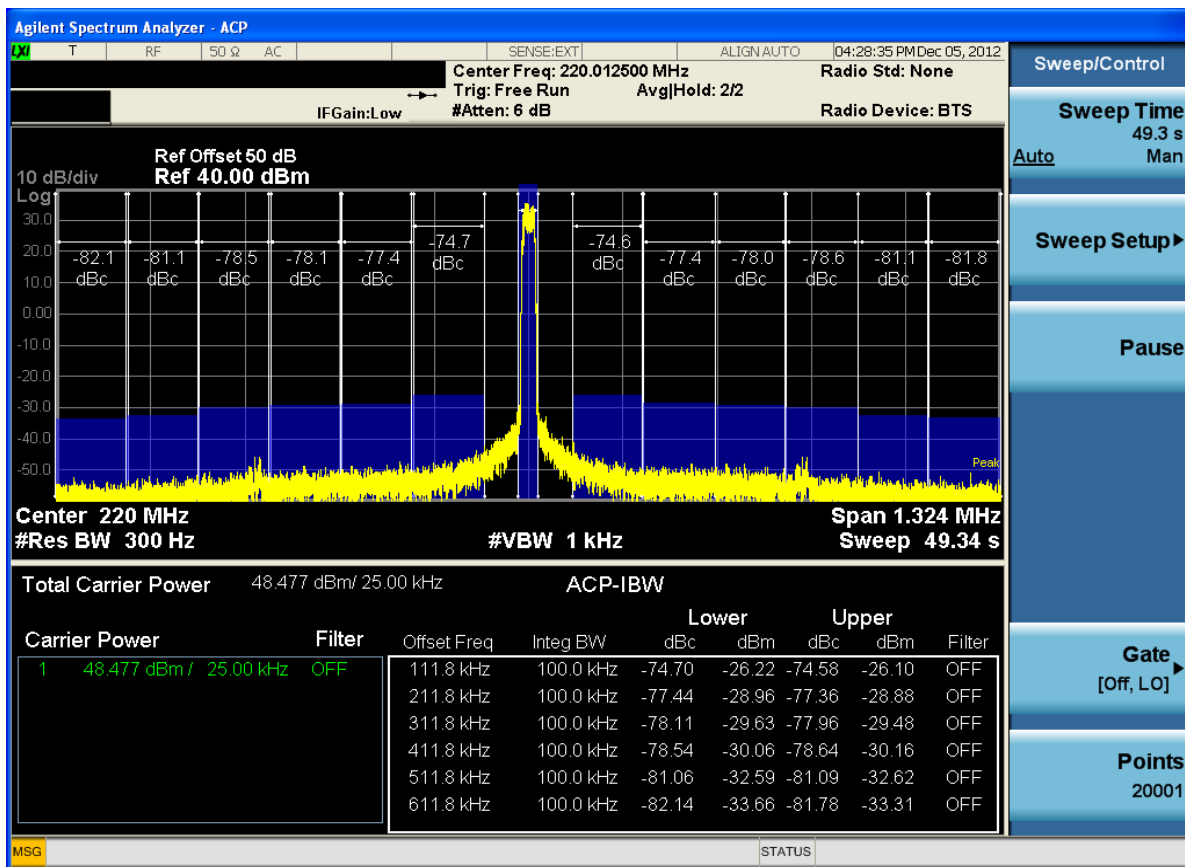 Agilent Spectrum Analyzer - ACP
LXI T RF 50 Ω AC SENSE:EXT ALIGN AUTO 04:28:35 PM Dec 05, 2012
Center Freq: 220.012500 MHz Radio Std: None
Trig: Free Run Avg|Hold: 2/2
IFGain:Low #Atten: 6 dB Radio Device: BTS
Ref Offset 50 dB
10 dB/div Ref 40.00 dBm
Log
30.0
20.0
10.0
0.00
-10.0
-20.0
-30.0
-40.0
-50.0
-74.7 -74.6
dBc dBc
-82.1 -81.1 -78.5 -78.1 -77.4 -77.4 -78.0 -78.6 -81.1 -81.8
dBc dBc dBc dBc dBc dBc dBc dBc dBc dBc
Peak
Center 220 MHz Span 1.324 MHz
#Res BW 300 Hz #VBW 1 kHz Sweep 49.34 s
Total Carrier Power 48.477 dBm/ 25.00 kHz ACP-IBW
Lower Upper
Carrier Power Filter Offset Freq Integ BW dBc dBm dBc dBm Filter
1 48.477 dBm / 25.00 kHz OFF 111.8 kHz 100.0 kHz -74.70 -26.22 -74.58 -26.10 OFF
211.8 kHz 100.0 kHz -77.44 -28.96 -77.36 -28.88 OFF
311.8 kHz 100.0 kHz -78.11 -29.63 -77.96 -29.48 OFF
411.8 kHz 100.0 kHz -78.54 -30.06 -78.64 -30.16 OFF
511.8 kHz 100.0 kHz -81.06 -32.59 -81.09 -32.62 OFF
611.8 kHz 100.0 kHz -82.14 -33.66 -81.78 -33.31 OFF
MSG STATUS
Sweep/Control
Sweep Time
49.3 s
Auto Man
Sweep Setup
Pause
Gate
[Off, LO]
Points
20001